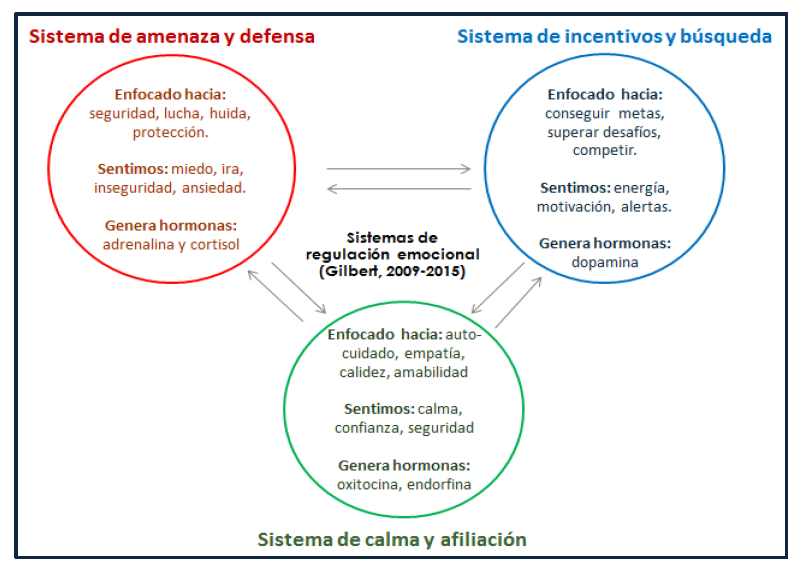 Sistema de amenaza y defensa
Enfocado hacia:
seguridad, lucha, huida,
protección.
Sentimos: miedo, ira,
inseguridad, ansiedad.
Genera hormonas:
adrenalina y cortisol
Sistema de incentivos y búsqueda
Enfocado hacia:
conseguir metas,
superar desafíos,
competir.
Sentimos: energía,
motivación, alertas.
Genera hormonas:
dopamina
Sistemas de
regulación emocional
(Gilbert, 2009-2015)
Enfocado hacia: auto-
cuidado, empatía,
calidez, amabilidad
Sentimos: calma,
confianza, seguridad
Genera hormonas:
oxitocina, endorfina
Sistema de calma y afiliación